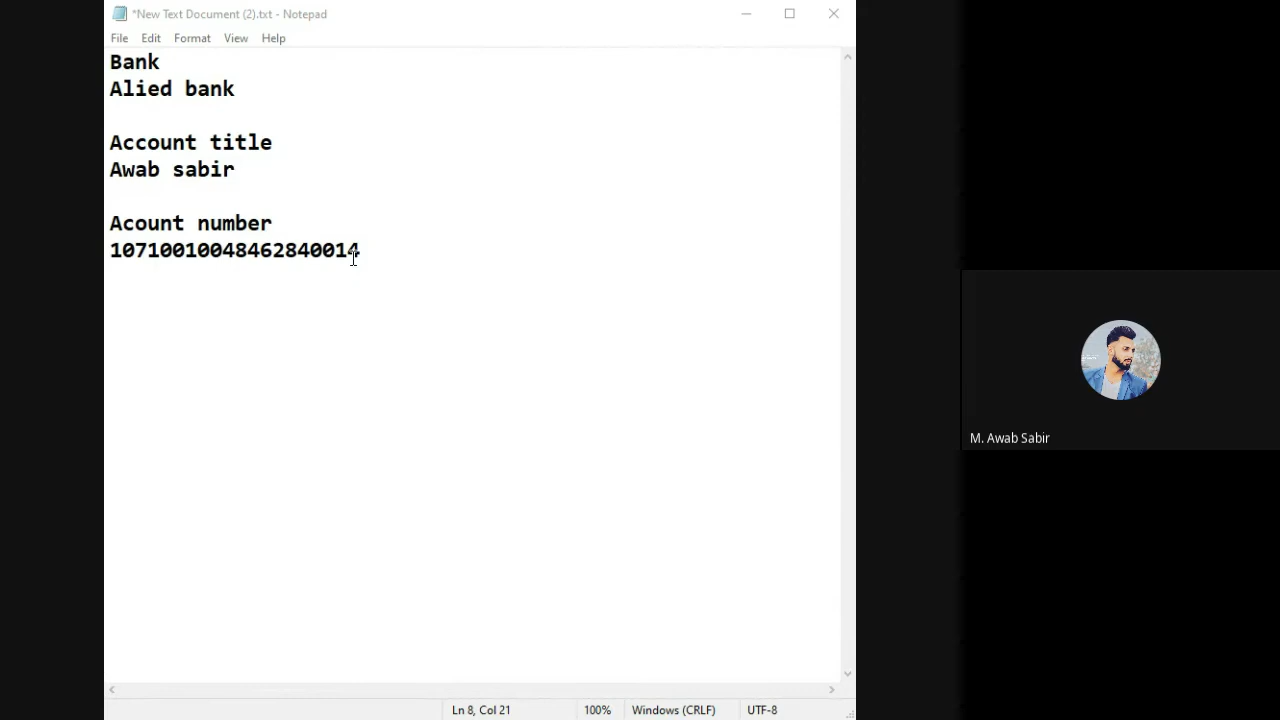 *New Text Document (2).txt - Notepad
File Edit Format View Help
Bank
Alied bank
Account title
Awab sabir
Acount number
10710010048462840014
M. Awab Sabir
Ln 8, Col 21 100% Windows (CRLF) UTF-8